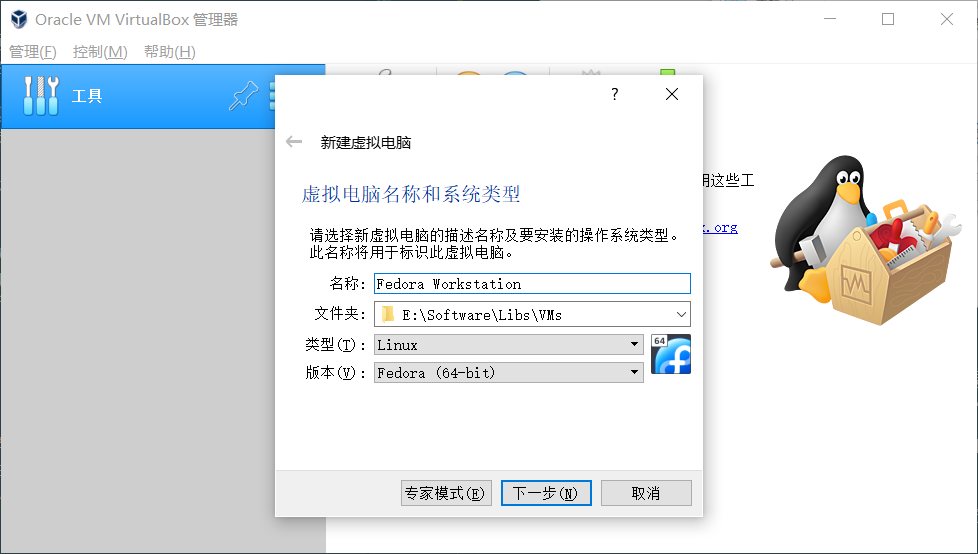 Oracle VM VirtualBox 管理器
管理(F) 控制(M) 帮助(H)
工具
?
新建虚拟电脑
虚拟电脑名称和系统类型
用这些工
.org
请选择新虚拟电脑的描述名称及要安装的操作系统类型。
此名称将用于标识此虚拟电脑。
名称: Fedora Workstation
文件夹: E:\Software\Libs\VMs
类型(T): Linux
64
版本(V): Fedora (64-bit)
专家模式(E) 下一步(N) 取消